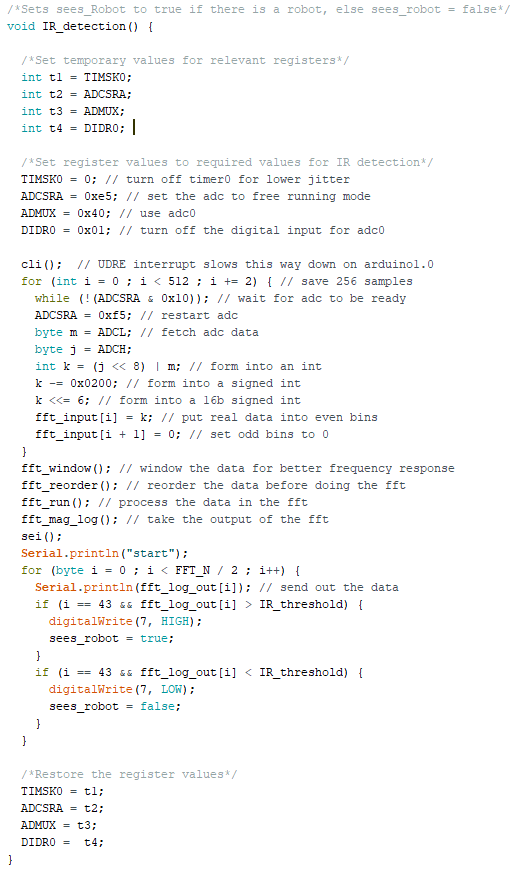 /*Sets sees_Robot to true if there is a robot, else sees_robot = false*/
void IR_detection() {

  /*Set temporary values for relevant registers*/
  int t1 = TIMSK0;
  int t2 = ADCSRA;
  int t3 = ADMUX;
  int t4 = DIDR0;

  /*Set register values to required values for IR detection*/
  TIMSK0 = 0; // turn off timer0 for lower jitter
  ADCSRA = 0xe5; // set the adc to free running mode
  ADMUX = 0x40; // use adc0
  DIDR0 = 0x01; // turn off the digital input for adc0

  cli();  // UDRE interrupt slows this way down on arduino1.0
  for (int i = 0 ; i < 512 ; i += 2) { // save 256 samples
    while (!(ADCSRA & 0x10)); // wait for adc to be ready
    ADCSRA = 0xf5; // restart adc
    byte m = ADCL; // fetch adc data
    byte j = ADCH;
    int k = (j << 8) | m; // form into an int
    k -= 0x0200; // form into a signed int
    k <<= 6; // form into a 16b signed int
    fft_input[i] = k; // put real data into even bins
    fft_input[i + 1] = 0; // set odd bins to 0
  }
  fft_window(); // window the data for better frequency response
  fft_reorder(); // reorder the data before doing the fft
  fft_run(); // process the data in the fft
  fft_mag_log(); // take the output of the fft
  sei();
  Serial.println("start");
  for (byte i = 0 ; i < FFT_N / 2 ; i++) {
    Serial.println(fft_log_out[i]); // send out the data
    if (i == 43 && fft_log_out[i] > IR_threshold) {
      digitalWrite(7, HIGH);
      sees_robot = true;
    }
    if (i == 43 && fft_log_out[i] < IR_threshold) {
      digitalWrite(7, LOW);
      sees_robot = false;
    }
  }

  /*Restore the register values*/
  TIMSK0 = t1;
  ADCSRA = t2;
  ADMUX = t3;
  DIDR0 =  t4;
}